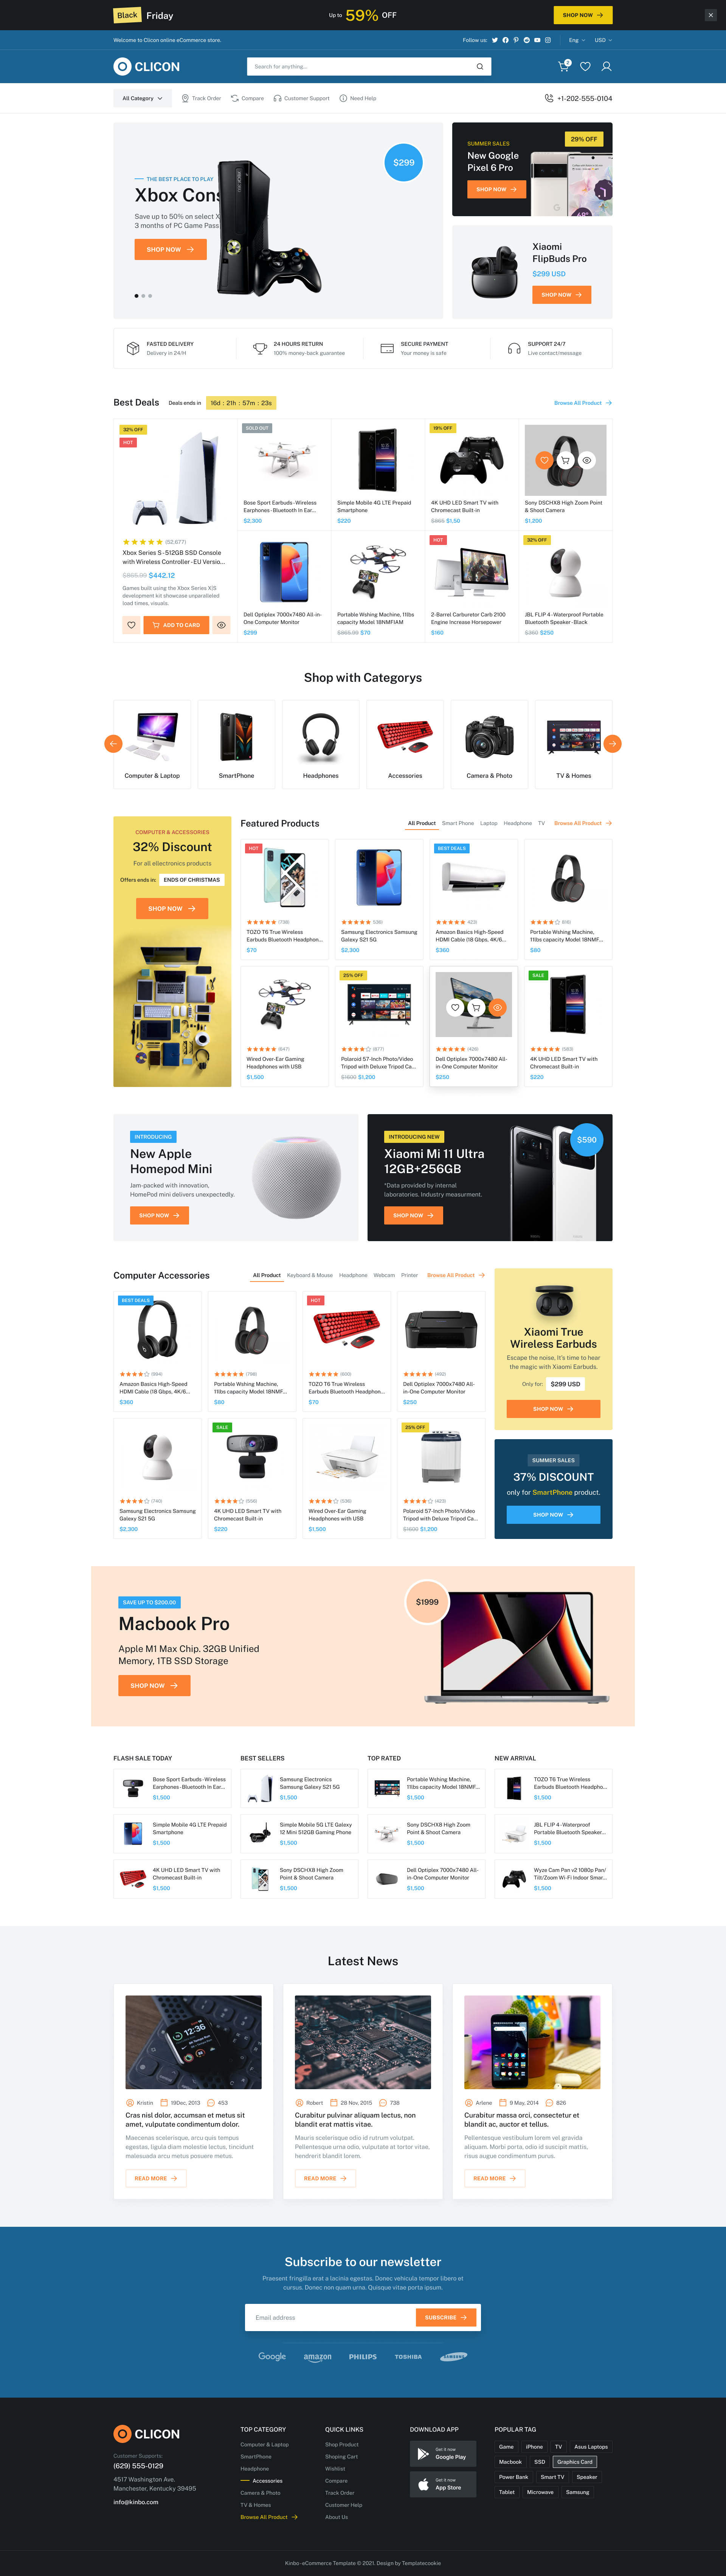 Black Friday
Up to 59% OFF
SHOP NOW
Welcome to Clicon online eCommerce store.
Follow us:
Eng
USD
CLICON
Search for anything...
2
All Category
Track Order
Compare
Customer Support
Need Help
+1-202-555-0104
THE BEST PLACE TO PLAY
Xbox Cons
Save up to 50% on select X
3 months of PC Game Pass
SHOP NOW
$299
SUMMER SALES
New Google
Pixel 6 Pro
SHOP NOW
29% OFF
Xiaomi
FlipBuds Pro
$299 USD
SHOP NOW
FASTED DELIVERY
Delivery in 24/H
24 HOURS RETURN
100% money-back guarantee
SECURE PAYMENT
Your money is safe
SUPPORT 24/7
Live contact/message
Best Deals
Deals ends in
16d : 21h : 57m : 23s
Browse All Product
32% OFF
HOT
(52,677)
Xbox Series S - 512GB SSD Console
with Wireless Controller - EU Versio...
$865.99 $442.12
Games built using the Xbox Series X|S
development kit showcase unparalleled
load times, visuals.
ADD TO CARD
SOLD OUT
Bose Sport Earbuds - Wireless
Earphones - Bluetooth In Ear...
$2,300
Simple Mobile 4G LTE Prepaid
Smartphone
$220
19% OFF
4K UHD LED Smart TV with
Chromecast Built-in
$865 $1,50
Sony DSCHX8 High Zoom Point
& Shoot Camera
$1,200
Dell Optiplex 7000x7480 All-in-
One Computer Monitor
$299
Portable Wshing Machine, 11lbs
capacity Model 18NMFIAM
$865.99 $70
HOT
2-Barrel Carburetor Carb 2100
Engine Increase Horsepower
$160
32% OFF
JBL FLIP 4 - Waterproof Portable
Bluetooth Speaker - Black
$360 $250
Shop with Categorys
Computer & Laptop
SmartPhone
Headphones
Accessories
Camera & Photo
TV & Homes
COMPUTER & ACCESSORIES
32% Discount
For all ellectronics products
Offers ends in: ENDS OF CHRISTMAS
SHOP NOW
Featured Products
All Product
Smart Phone
Laptop
Headphone
TV
Browse All Product
HOT
(738)
TOZO T6 True Wireless
Earbuds Bluetooth Headphon...
$70
536)
Samsung Electronics Samsung
Galaxy S21 5G
$2,300
BEST DEALS
423)
Amazon Basics High-Speed
HDMI Cable (18 Gbps, 4K/6...
$360
(816)
Portable Wshing Machine,
11lbs capacity Model 18NMF...
$80
(647)
Wired Over-Ear Gaming
Headphones with USB
$1,500
25% OFF
(877)
Polaroid 57-Inch Photo/Video
Tripod with Deluxe Tripod Ca...
$1600 $1,200
(426)
Dell Optiplex 7000x7480 All-
in-One Computer Monitor
$250
SALE
(583)
4K UHD LED Smart TV with
Chromecast Built-in
$220
INTRODUCING
New Apple
Homepod Mini
Jam-packed with innovation,
HomePod mini delivers unexpectedly.
SHOP NOW
INTRODUCING NEW
Xiaomi Mi 11 Ultra
12GB+256GB
*Data provided by internal
laboratories. Industry measurment.
SHOP NOW
$590
Computer Accessories
All Product
Keyboard & Mouse
Headphone
Webcam
Printer
Browse All Product
BEST DEALS
(994)
Amazon Basics High-Speed
HDMI Cable (18 Gbps, 4K/6...
$360
(798)
Portable Wshing Machine,
11lbs capacity Model 18NMF...
$80
HOT
(600)
TOZO T6 True Wireless
Earbuds Bluetooth Headphon...
$70
(492)
Dell Optiplex 7000x7480 All-
in-One Computer Monitor
$250
(740)
Samsung Electronics Samsung
Galaxy S21 5G
$2,300
SALE
(556)
4K UHD LED Smart TV with
Chromecast Built-in
$220
(536)
Wired Over-Ear Gaming
Headphones with USB
$1,500
25% OFF
(423)
Polaroid 57-Inch Photo/Video
Tripod with Deluxe Tripod Ca...
$1600 $1,200
Xiaomi True
Wireless Earbuds
Escape the noise, It's time to hear
the magic with Xiaomi Earbuds.
Only for: $299 USD
SHOP NOW
SUMMER SALES
37% DISCOUNT
only for SmartPhone product.
SHOP NOW
SAVE UP TO $200.00
Macbook Pro
Apple M1 Max Chip. 32GB Unified
Memory, 1TB SSD Storage
SHOP NOW
$1999
FLASH SALE TODAY
Bose Sport Earbuds - Wireless
Earphones - Bluetooth In Ear...
$1,500
Simple Mobile 4G LTE Prepaid
Smartphone
$1,500
4K UHD LED Smart TV with
Chromecast Built-in
$1,500
BEST SELLERS
Samsung Electronics
Samsung Galaxy S21 5G
$1,500
Simple Mobile 5G LTE Galaxy
12 Mini 512GB Gaming Phone
$1,500
Sony DSCHX8 High Zoom
Point & Shoot Camera
$1,500
TOP RATED
Portable Wshing Machine,
11lbs capacity Model 18NMF...
$1,500
Sony DSCHX8 High Zoom
Point & Shoot Camera
$1,500
Dell Optiplex 7000x7480 All-
in-One Computer Monitor
$1,500
NEW ARRIVAL
TOZO T6 True Wireless
Earbuds Bluetooth Headpho...
$1,500
JBL FLIP 4 - Waterproof
Portable Bluetooth Speaker...
$1,500
Wyze Cam Pan v2 1080p Pan/
Tilt/Zoom Wi-Fi Indoor Smar...
$1,500
Latest News
Kristin
19Dec, 2013
453
Cras nisl dolor, accumsan et metus sit
amet, vulputate condimentum dolor.
Maecenas scelerisque, arcu quis tempus
egestas, ligula diam molestie lectus, tincidunt
malesuada arcu metus posuere metus.
READ MORE
Robert
28 Nov, 2015
738
Curabitur pulvinar aliquam lectus, non
blandit erat mattis vitae.
Mauris scelerisque odio id rutrum volutpat.
Pellentesque urna odio, vulputate at tortor vitae,
hendrerit blandit lorem.
READ MORE
Arlene
9 May, 2014
826
Curabitur massa orci, consectetur et
blandit ac, auctor et tellus.
Pellentesque vestibulum lorem vel gravida
aliquam. Morbi porta, odio id suscipit mattis,
risus augue condimentum purus.
READ MORE
Subscribe to our newsletter
Praesent fringilla erat a lacinia egestas. Donec vehicula tempor libero et
cursus. Donec non quam urna. Quisque vitae porta ipsum.
Email address
SUBSCRIBE
Google
amazon
PHILIPS
TOSHIBA
SAMSUNG
CLICON
Customer Supports:
(629) 555-0129
4517 Washington Ave.
Manchester, Kentucky 39495
info@kinbo.com
TOP CATEGORY
Computer & Laptop
SmartPhone
Headphone
Accessories
Camera & Photo
TV & Homes
Browse All Product
QUICK LINKS
Shop Product
Shoping Cart
Wishlist
Compare
Track Order
Customer Help
About Us
DOWNLOAD APP
Get it now
Google Play
Get it now
App Store
POPULAR TAG
Game
iPhone
TV
Asus Laptops
Macbook
SSD
Graphics Card
Power Bank
Smart TV
Speaker
Tablet
Microwave
Samsung
Kinbo - eCommerce Template © 2021. Design by Templatecookie